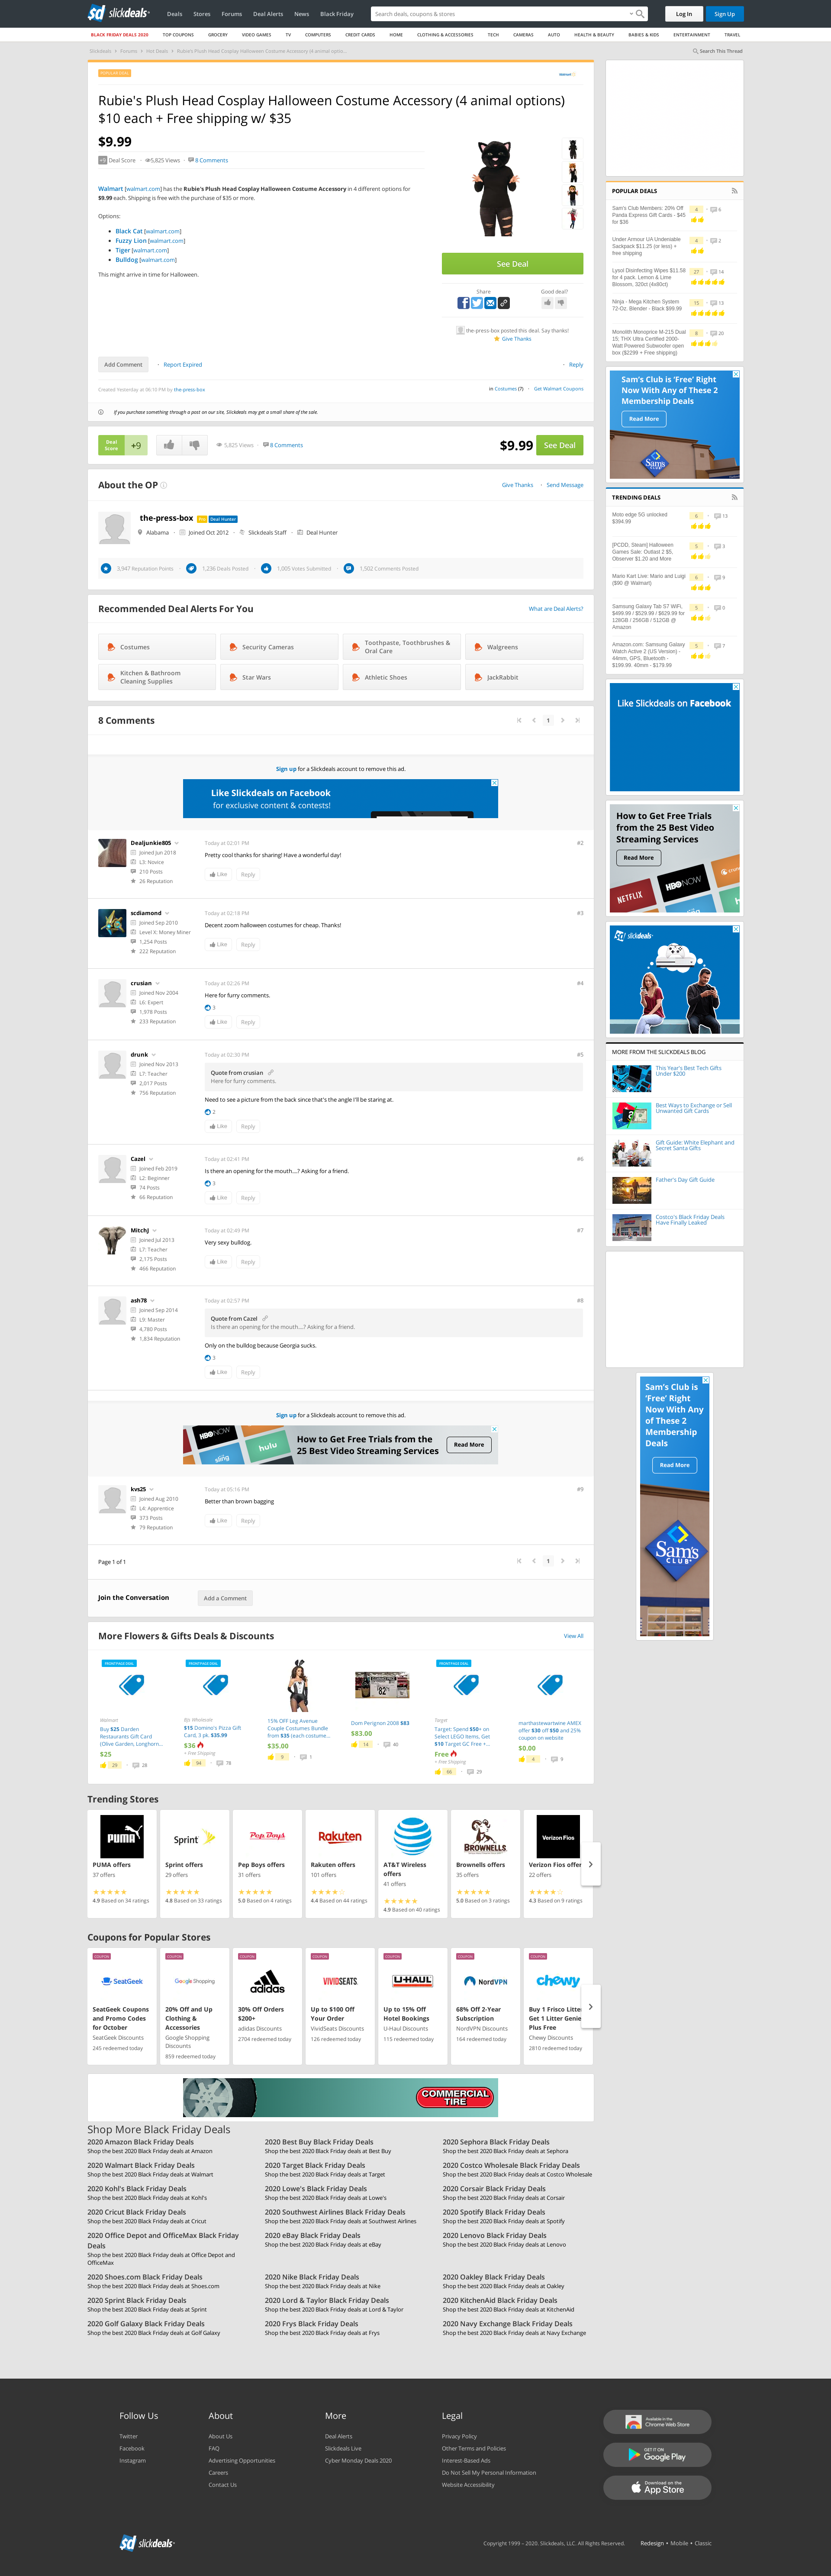 slickdeals
Deals
Stores
Forums
Deal Alerts
News
Black Friday
Search deals, coupons & stores
Log In
Sign Up
BLACK FRIDAY DEALS 2020
TOP COUPONS
GROCERY
VIDEO GAMES
TV
COMPUTERS
CREDIT CARDS
HOME
CLOTHING & ACCESSORIES
TECH
CAMERAS
AUTO
HEALTH & BEAUTY
BABIES & KIDS
ENTERTAINMENT
TRAVEL
Slickdeals > Forums > Hot Deals > Rubie's Plush Head Cosplay Halloween Costume Accessory (4 animal optio...
Search This Thread
Walmart
Rubie's Plush Head Cosplay Halloween Costume Accessory (4 animal options)
$10 each + Free shipping w/ $35
$9.99
+9 Deal Score
5,825 Views
8 Comments
Walmart [walmart.com] has the Rubie's Plush Head Cosplay Halloween Costume Accessory in 4 different options for
$9.99 each. Shipping is free with the purchase of $35 or more.
Options:
Black Cat [walmart.com]
Fuzzy Lion [walmart.com]
Tiger [walmart.com]
Bulldog [walmart.com]
This might arrive in time for Halloween.
See Deal
Share
Good deal?
the-press-box posted this deal. Say thanks!
Give Thanks
Add Comment
Report Expired
Reply
Created Yesterday at 06:10 PM by the-press-box
in Costumes (7)
Get Walmart Coupons
If you purchase something through a post on our site, Slickdeals may get a small share of the sale.
Deal
Score
+9
5,825 Views
8 Comments
$9.99
See Deal
About the OP
Give Thanks
Send Message
the-press-box
Pro
Deal Hunter
Alabama
Joined Oct 2012
Slickdeals Staff
Deal Hunter
3,947 Reputation Points
1,236 Deals Posted
1,005 Votes Submitted
1,502 Comments Posted
Recommended Deal Alerts For You
What are Deal Alerts?
Costumes
Security Cameras
Toothpaste, Toothbrushes &
Oral Care
Walgreens
Kitchen & Bathroom
Cleaning Supplies
Star Wars
Athletic Shoes
JackRabbit
8 Comments
1
Sign up for a Slickdeals account to remove this ad.
Like Slickdeals on Facebook
for exclusive content & contests!
Dealjunkie805
Joined Jun 2018
L3: Novice
210 Posts
26 Reputation
Today at 02:01 PM
#2
Pretty cool thanks for sharing! Have a wonderful day!
Like
Reply
scdiamond
Joined Sep 2010
Level X: Money Miner
1,254 Posts
222 Reputation
Today at 02:18 PM
#3
Decent zoom halloween costumes for cheap. Thanks!
Like
Reply
crusian
Joined Nov 2004
L6: Expert
1,978 Posts
233 Reputation
Today at 02:26 PM
#4
Here for furry comments.
3
Like
Reply
drunk
Joined Nov 2013
L7: Teacher
2,017 Posts
756 Reputation
Today at 02:30 PM
#5
Quote from crusian
Here for furry comments.
Need to see a picture from the back since that's the angle I'll be staring at.
2
Like
Reply
Cazel
Joined Feb 2019
L2: Beginner
74 Posts
66 Reputation
Today at 02:41 PM
#6
Is there an opening for the mouth...? Asking for a friend.
3
Like
Reply
MitchJ
Joined Jul 2013
L7: Teacher
2,175 Posts
466 Reputation
Today at 02:49 PM
#7
Very sexy bulldog.
Like
Reply
ash78
Joined Sep 2014
L9: Master
4,780 Posts
1,834 Reputation
Today at 02:57 PM
#8
Quote from Cazel
Is there an opening for the mouth...? Asking for a friend.
Only on the bulldog because Georgia sucks.
3
Like
Reply
Sign up for a Slickdeals account to remove this ad.
HBO NOW
sling
hulu
How to Get Free Trials from the
25 Best Video Streaming Services
Read More
kvs25
Joined Aug 2010
L4: Apprentice
373 Posts
79 Reputation
Today at 05:16 PM
#9
Better than brown bagging
Like
Reply
Page 1 of 1
1
Join the Conversation
Add a Comment
More Flowers & Gifts Deals & Discounts
View All
FRONTPAGE DEAL
Walmart
Buy $25 Darden
Restaurants Gift Card
(Olive Garden, Longhorn...
$25
29
28
FRONTPAGE DEAL
BJs Wholesale
$15 Domino's Pizza Gift
Card, 3 pk. $35.99
$36
+ Free Shipping
94
78
15% OFF Leg Avenue
Couple Costumes Bundle
from $35 (each costume...
$35.00
9
1
Dom Perignon 2008 $83
$83.00
14
40
FRONTPAGE DEAL
Target
Target: Spend $50+ on
Select LEGO Items, Get
$10 Target GC Free +...
Free
+ Free Shipping
66
29
marthastewartwine AMEX
offer $30 off $50 and 25%
coupon on website
$0.00
4
9
Trending Stores
PUMA offers
37 offers
4.9 Based on 34 ratings
Sprint offers
29 offers
4.8 Based on 33 ratings
Pep Boys offers
31 offers
5.0 Based on 4 ratings
Rakuten offers
101 offers
4.4 Based on 44 ratings
AT&T Wireless
offers
41 offers
4.9 Based on 40 ratings
Brownells offers
35 offers
5.0 Based on 3 ratings
Verizon Fios offer
22 offers
4.3 Based on 9 ratings
Coupons for Popular Stores
COUPON
SeatGeek
SeatGeek Coupons
and Promo Codes
for October
SeatGeek Discounts
245 redeemed today
COUPON
Google Shopping
20% Off and Up
Clothing &
Accessories
Google Shopping
Discounts
859 redeemed today
COUPON
adidas
30% Off Orders
$200+
adidas Discounts
2704 redeemed today
COUPON
VIVIDSEATS
Up to $100 Off
Your Order
VividSeats Discounts
126 redeemed today
COUPON
U-HAUL
Up to 15% Off
Hotel Bookings
U-Haul Discounts
115 redeemed today
COUPON
NordVPN
68% Off 2-Year
Subscription
NordVPN Discounts
164 redeemed today
COUPON
chewy
Buy 1 Frisco Litter
Get 1 Litter Genie
Plus Free
Chewy Discounts
2810 redeemed today
COMMERCIAL
TIRE
Shop More Black Friday Deals
2020 Amazon Black Friday Deals
Shop the best 2020 Black Friday deals at Amazon
2020 Best Buy Black Friday Deals
Shop the best 2020 Black Friday deals at Best Buy
2020 Sephora Black Friday Deals
Shop the best 2020 Black Friday deals at Sephora
2020 Walmart Black Friday Deals
Shop the best 2020 Black Friday deals at Walmart
2020 Target Black Friday Deals
Shop the best 2020 Black Friday deals at Target
2020 Costco Wholesale Black Friday Deals
Shop the best 2020 Black Friday deals at Costco Wholesale
2020 Kohl's Black Friday Deals
Shop the best 2020 Black Friday deals at Kohl's
2020 Lowe's Black Friday Deals
Shop the best 2020 Black Friday deals at Lowe's
2020 Corsair Black Friday Deals
Shop the best 2020 Black Friday deals at Corsair
2020 Cricut Black Friday Deals
Shop the best 2020 Black Friday deals at Cricut
2020 Southwest Airlines Black Friday Deals
Shop the best 2020 Black Friday deals at Southwest Airlines
2020 Spotify Black Friday Deals
Shop the best 2020 Black Friday deals at Spotify
2020 Office Depot and OfficeMax Black Friday
Deals
Shop the best 2020 Black Friday deals at Office Depot and
OfficeMax
2020 eBay Black Friday Deals
Shop the best 2020 Black Friday deals at eBay
2020 Lenovo Black Friday Deals
Shop the best 2020 Black Friday deals at Lenovo
2020 Shoes.com Black Friday Deals
Shop the best 2020 Black Friday deals at Shoes.com
2020 Nike Black Friday Deals
Shop the best 2020 Black Friday deals at Nike
2020 Oakley Black Friday Deals
Shop the best 2020 Black Friday deals at Oakley
2020 Sprint Black Friday Deals
Shop the best 2020 Black Friday deals at Sprint
2020 Lord & Taylor Black Friday Deals
Shop the best 2020 Black Friday deals at Lord & Taylor
2020 KitchenAid Black Friday Deals
Shop the best 2020 Black Friday deals at KitchenAid
2020 Golf Galaxy Black Friday Deals
Shop the best 2020 Black Friday deals at Golf Galaxy
2020 Frys Black Friday Deals
Shop the best 2020 Black Friday deals at Frys
2020 Navy Exchange Black Friday Deals
Shop the best 2020 Black Friday deals at Navy Exchange
POPULAR DEALS
Sam's Club Members: 20% Off
Panda Express Gift Cards - $45
for $36
4
6
Under Armour UA Undeniable
Sackpack $11.25 (or less) +
free shipping
4
2
Lysol Disinfecting Wipes $11.58
for 4 pack. Lemon & Lime
Blossom, 320ct (4x80ct)
27
14
Ninja - Mega Kitchen System
72-Oz. Blender - Black $99.99
15
13
Monolith Monoprice M-215 Dual
15, THX Ultra Certified 2000-
Watt Powered Subwoofer open
box ($2299 + Free shipping)
8
20
Sam's Club is 'Free' Right
Now With Any of These 2
Membership Deals
Read More
Sam's
TRENDING DEALS
Moto edge 5G unlocked
$394.99
6
13
[PCDD, Steam] Halloween
Games Sale: Outlast 2 $5,
Observer $1.20 and More
5
3
Mario Kart Live: Mario and Luigi
($90 @ Walmart)
6
9
Samsung Galaxy Tab S7 WiFi.
$499.99 / $529.99 / $629.99 for
128GB / 256GB / 512GB @
Amazon
5
0
Amazon.com: Samsung Galaxy
Watch Active 2 (US Version) -
44mm, GPS, Bluetooth -
$199.99. 40mm - $179.99
5
7
Like Slickdeals on Facebook
How to Get Free Trials
from the 25 Best Video
Streaming Services
Read More
NETFLIX
HBO NOW
slickdeals
MORE FROM THE SLICKDEALS BLOG
This Year's Best Tech Gifts
Under $200
Best Ways to Exchange or Sell
Unwanted Gift Cards
Gift Guide: White Elephant and
Secret Santa Gifts
Father's Day Gift Guide
Costco's Black Friday Deals
Have Finally Leaked
Sam's Club is
'Free' Right
Now With Any
of These 2
Membership
Deals
Read More
Sam's
CLUB
Follow Us
Twitter
Facebook
Instagram
About
About Us
FAQ
Advertising Opportunities
Careers
Contact Us
More
Deal Alerts
Slickdeals Live
Cyber Monday Deals 2020
Legal
Privacy Policy
Other Terms and Policies
Interest-Based Ads
Do Not Sell My Personal Information
Website Accessibility
Available in the
Chrome Web Store
GET IT ON
Google Play
Download on the
App Store
slickdeals
Copyright 1999 – 2020. Slickdeals, LLC. All Rights Reserved.
Redesign • Mobile • Classic